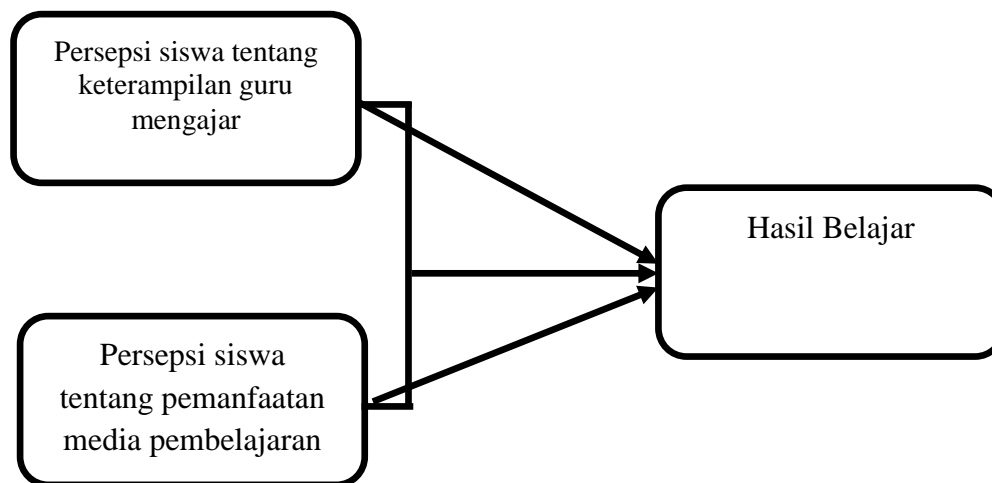 Persepsi siswa tentang
keterampilan guru
mengajar
Hasil Belajar
Persepsi siswa
tentang pemanfaatan
media pembelajaran